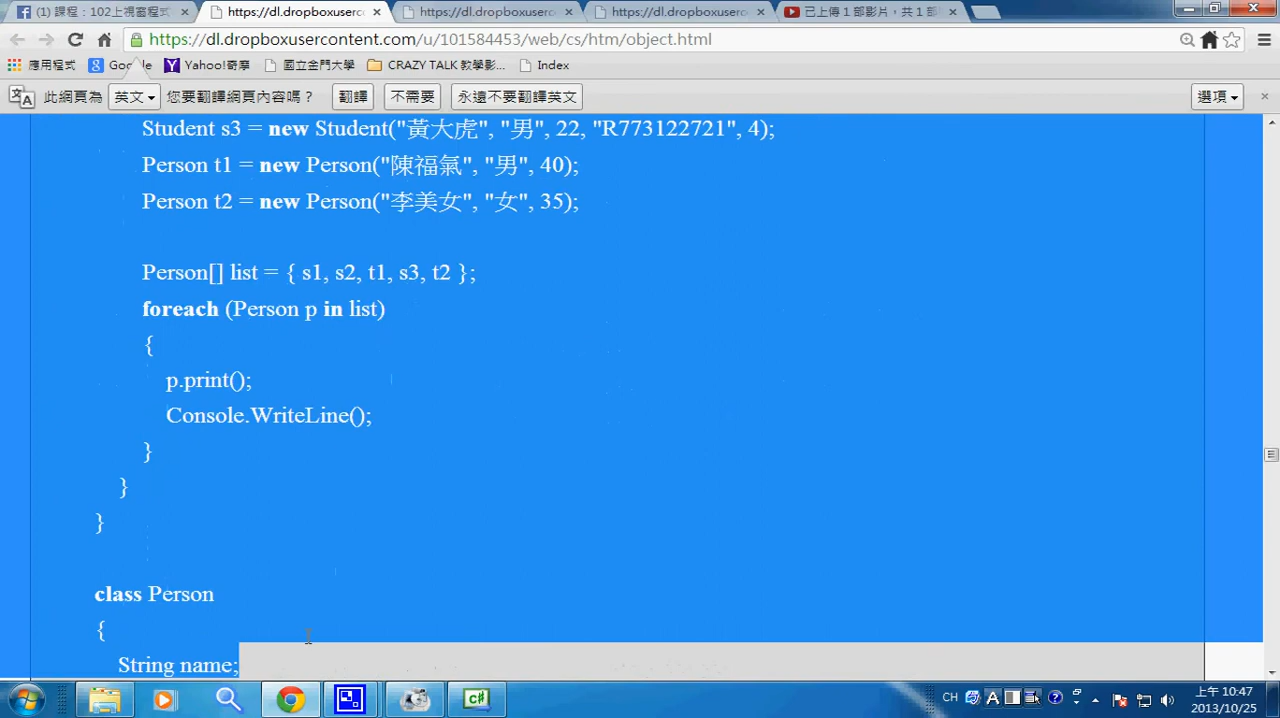 (1) 課程：102上視窗程式
https://dl.dropboxuserco
https://dl.dropboxuserc
https://dl.dropboxuserc
已上傳 1 部影片，共 1 部
https://dl.dropboxusercontent.com/u/101584453/web/cs/htm/object.html
應用程式
Yahoo!奇摩
國立金門大學
CRAZY TALK 教學影...
Index
此網頁為
英文
您要翻譯網頁內容嗎？
翻譯
不需要
永遠不要翻譯英文
選項
Student s3 = new Student("黃大虎", "男", 22, "R773122721", 4);
Person t1 = new Person("陳福氣", "男", 40);
Person t2 = new Person("李美女", "女", 35);
Person[] list = { s1, s2, t1, s3, t2 };
foreach (Person p in list)
{
p.print();
Console.WriteLine();
}
}
}
class Person
{
String name;
C#
CH
A
上午 10:47
2013/10/25